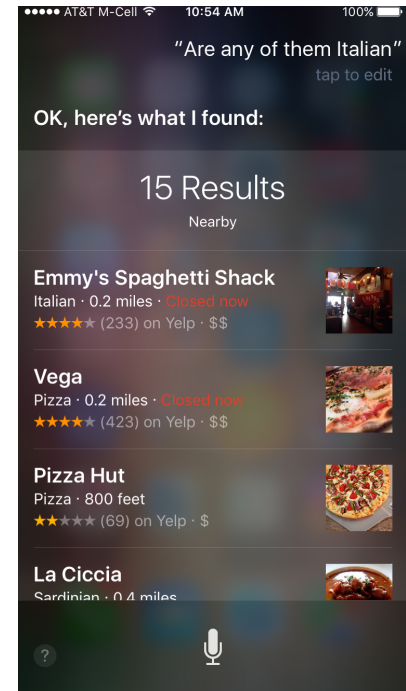 AT&T M-Cell 10:54 AM 100%
“Are any of them Italian”
tap to edit
OK, here’s what I found:
15 Results
Nearby
Emmy's Spaghetti Shack
Italian · 0.2 miles · Closed now
(233) on Yelp · $$
Vega
Pizza · 0.2 miles · Closed now
(423) on Yelp · $$
Pizza Hut
Pizza · 800 feet
(69) on Yelp · $
La Ciccia
Sardinian · 0.4 miles
?